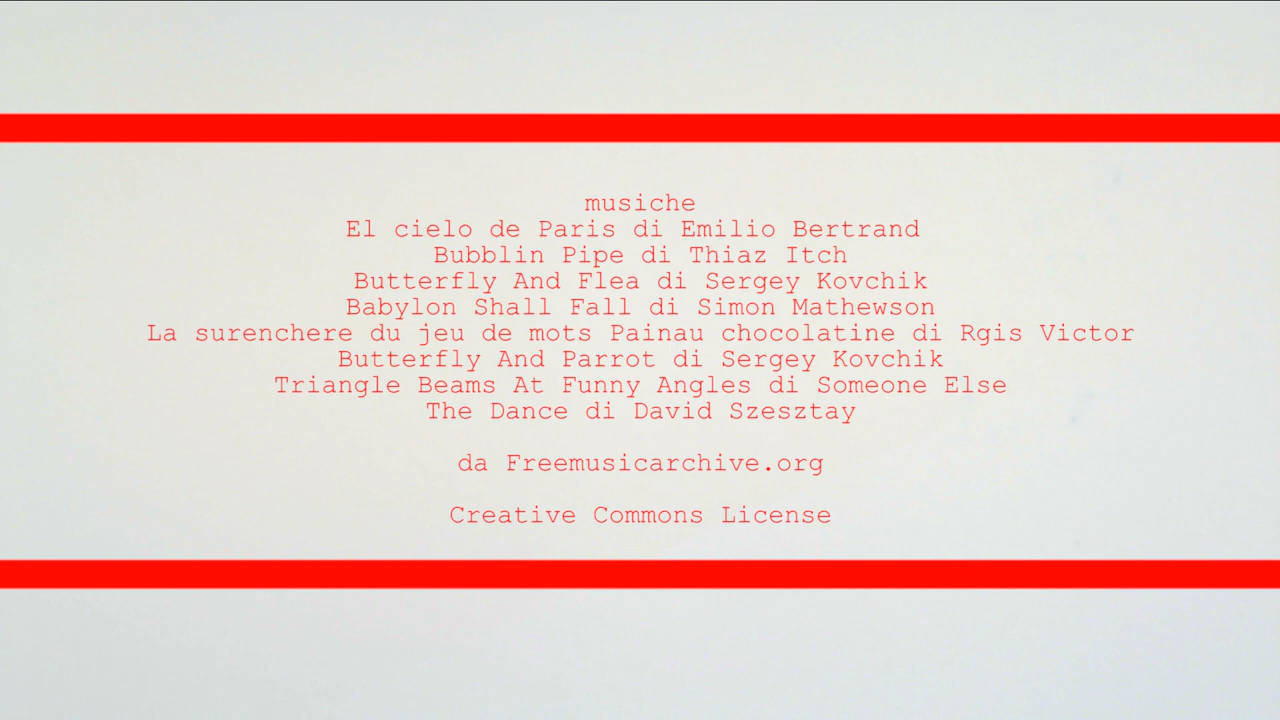 musiche
El cielo de Paris di Emilio Bertrand
Bubblin Pipe di Thiaz Itch
Butterfly And Flea di Sergey Kovchik
Babylon Shall Fall di Simon Mathewson
La surenchere du jeu de mots Painau chocolatine di Rgis Victor
Butterfly And Parrot di Sergey Kovchik
Triangle Beams At Funny Angles di Someone Else
The Dance di David Szesztay
da Freemusicarchive.org
Creative Commons License